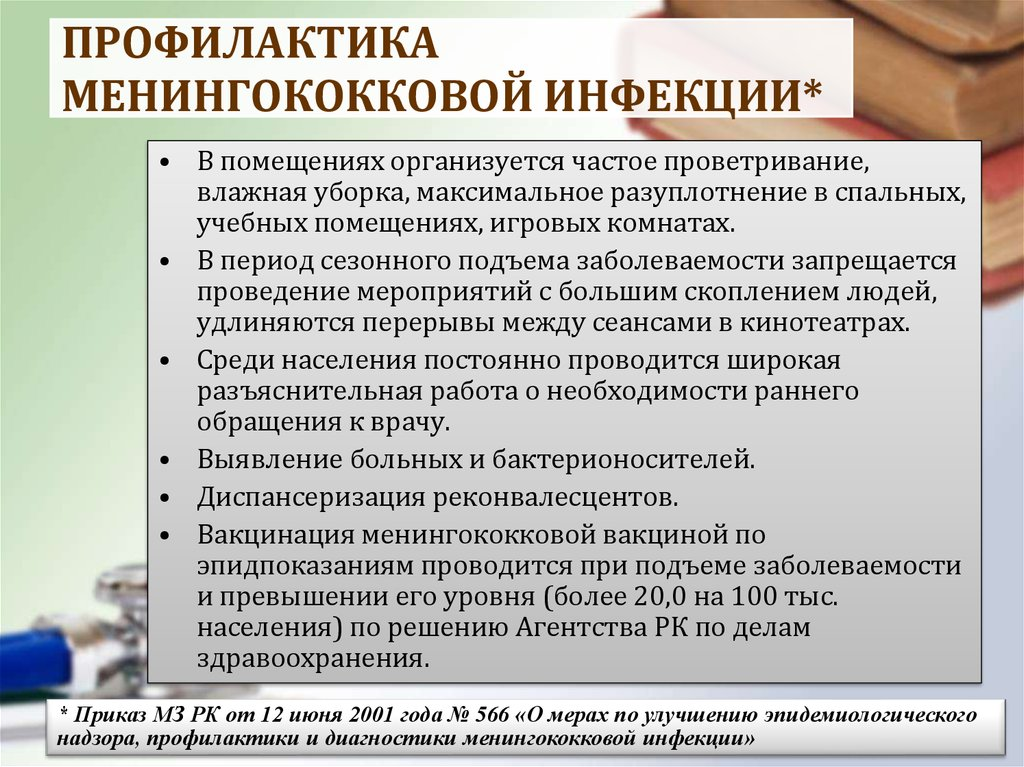 ПРОФИЛАКТИКА
МЕНИНГОКОККОВОЙ ИНФЕКЦИИ*
• В помещениях организуется частое проветривание,
влажная уборка, максимальное разуплотнение в спальных,
учебных помещениях, игровых комнатах.
• В период сезонного подъема заболеваемости запрещается
проведение мероприятий с большим скоплением людей,
удлиняются перерывы между сеансами в кинотеатрах.
• Среди населения постоянно проводится широкая
разъяснительная работа о необходимости раннего
обращения к врачу.
• Выявление больных и бактерионосителей.
• Диспансеризация реконвалесцентов.
• Вакцинация менингококковой вакциной по
эпидпоказаниям проводится при подъеме заболеваемости
и превышении его уровня (более 20,0 на 100 тыс.
населения) по решению Агентства РК по делам
здравоохранения.
* Приказ МЗ РК от 12 июня 2001 года № 566 «О мерах по улучшению эпидемиологического
надзора, профилактики и диагностики менингококковой инфекции»